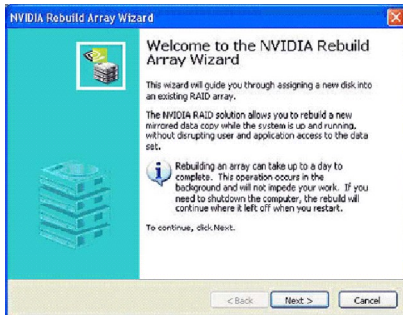 NVIDIA Rebuild Array Wizard
Welcome to the NVIDIA Rebuild
Array Wizard
This wizard will guide you through assigning a new disk into
an existing RAID array.
The NVIDIA RAID solution allows you to rebuild a new
mirrored data copy while the system is up and running,
without disrupting user and application access to the data
set.
Rebuilding an array can take up to a day to
complete. This operation occurs in the
background and will not impede your work. If you
need to shutdown the computer, the rebuild will
continue where it left off when you restart.
To continue, click Next.
< Back Next > Cancel